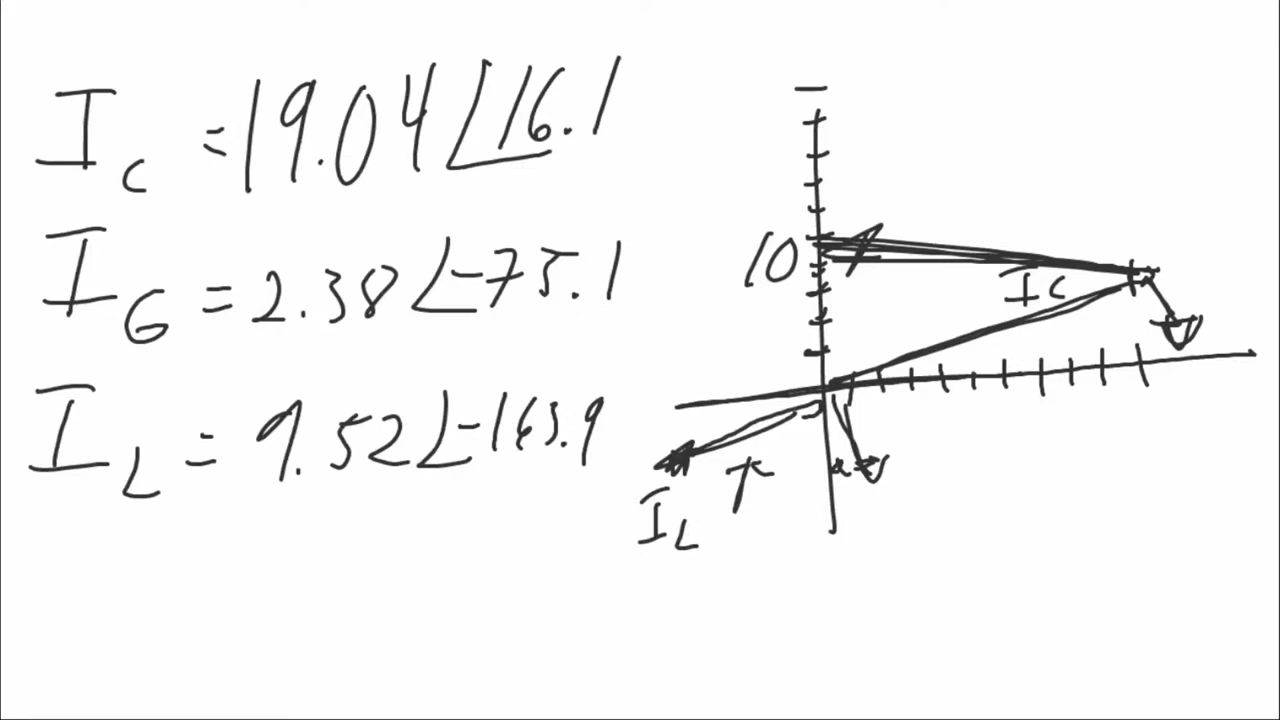 I_C = 19.04∠16.1
I_G = 2.38∠-75.1
I_L = 9.52∠-163.9
10
I_C
I_L